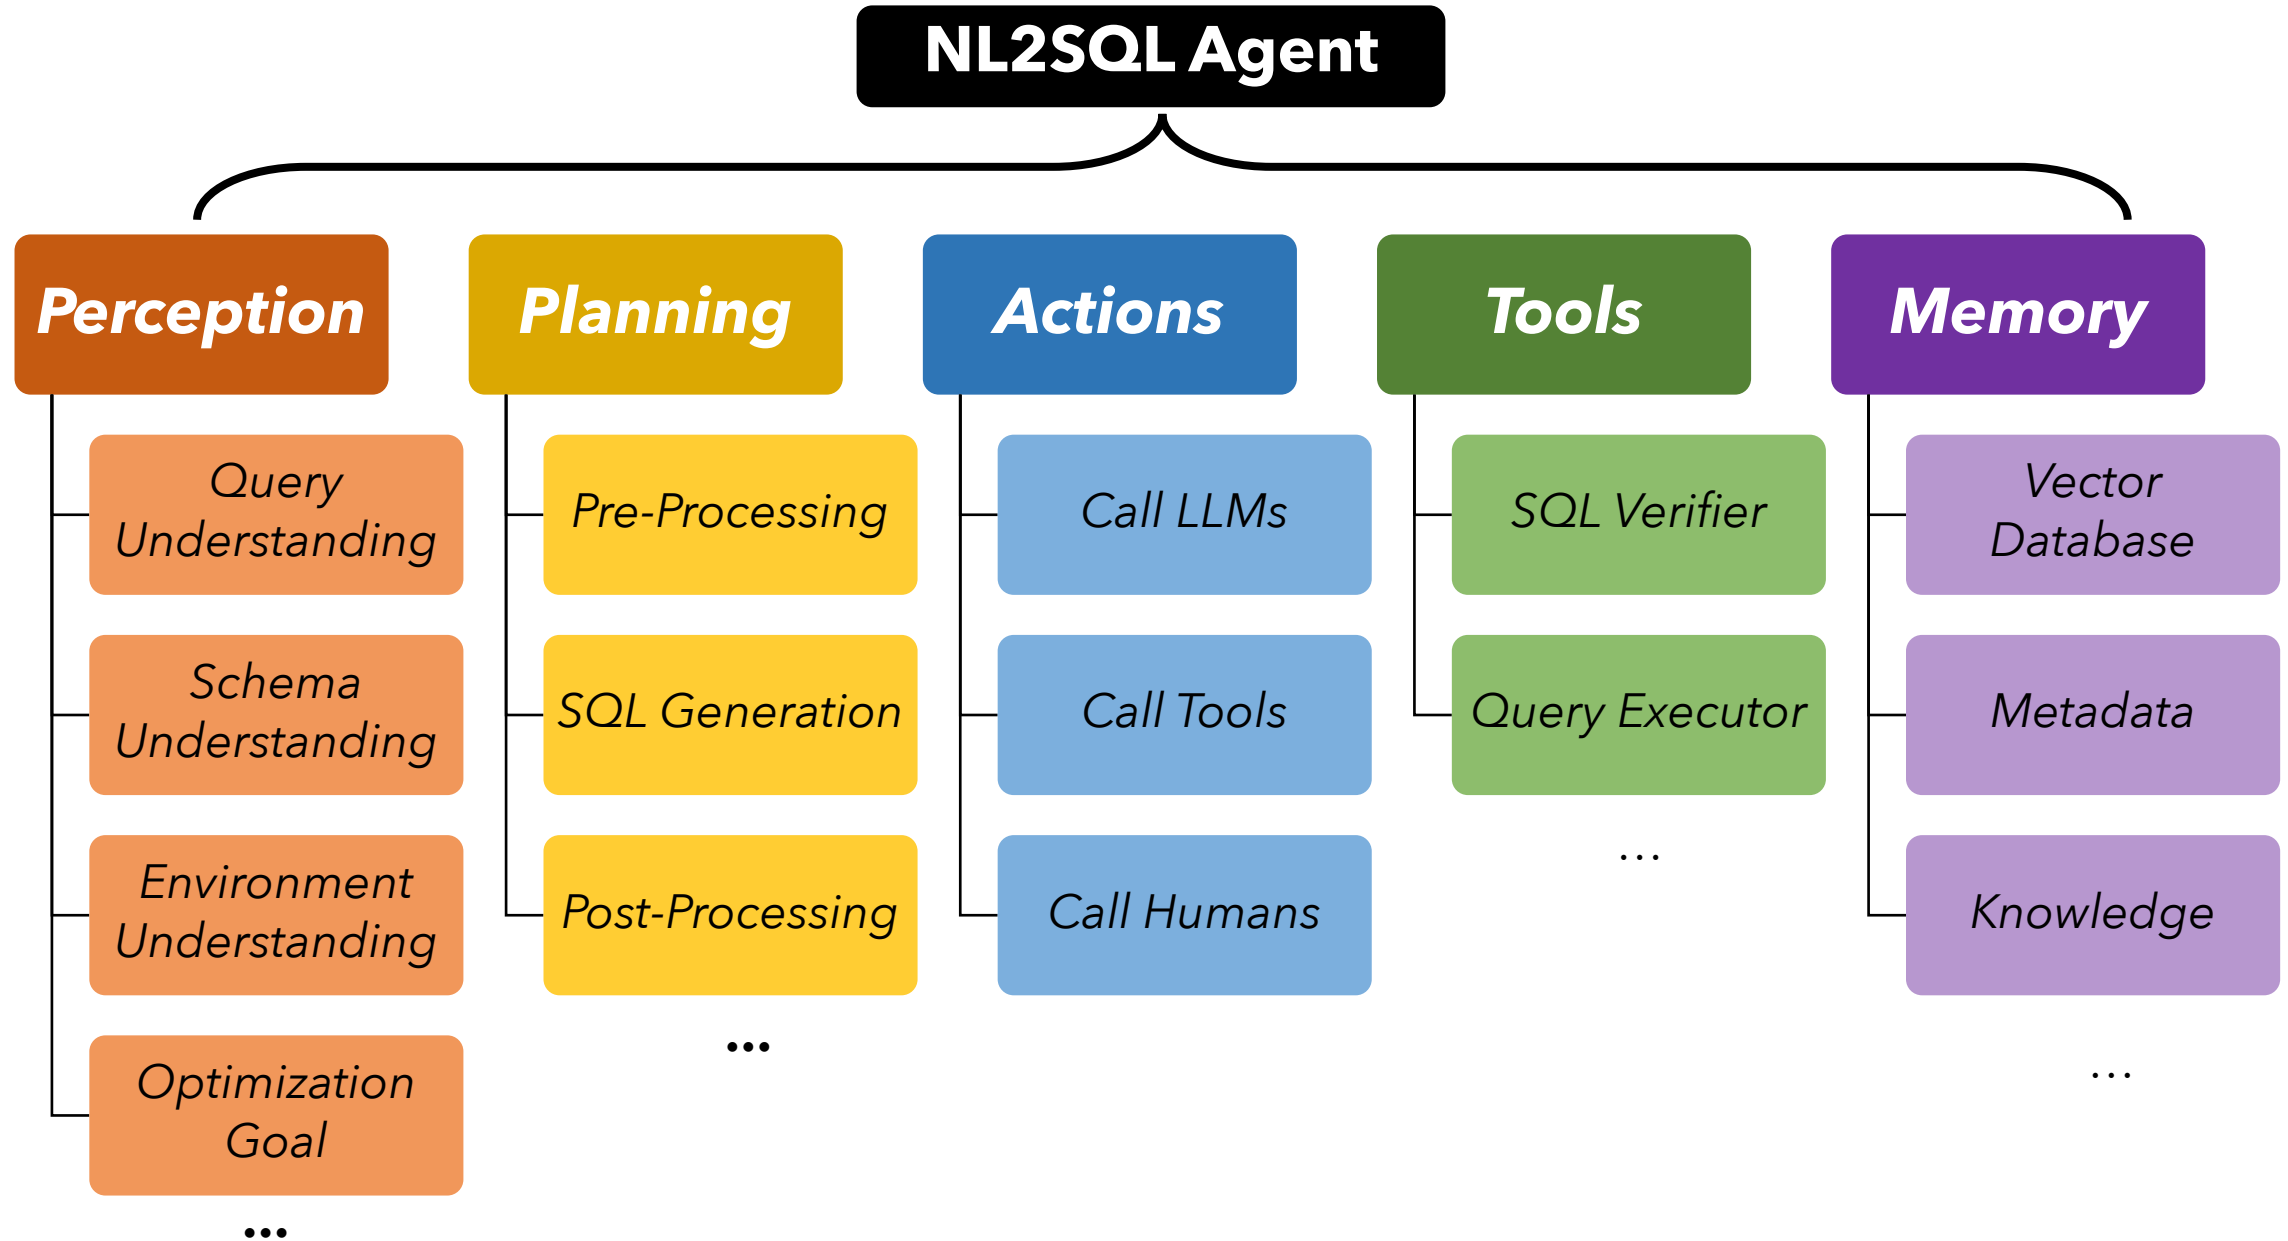 NL2SQL Agent
Perception
Query
Understanding
Schema
Understanding
Environment
Understanding
Optimization
Goal
...
Planning
Pre-Processing
SQL Generation
Post-Processing
...
Actions
Call LLMs
Call Tools
Call Humans
Tools
SQL Verifier
Query Executor
...
Memory
Vector
Database
Metadata
Knowledge
...